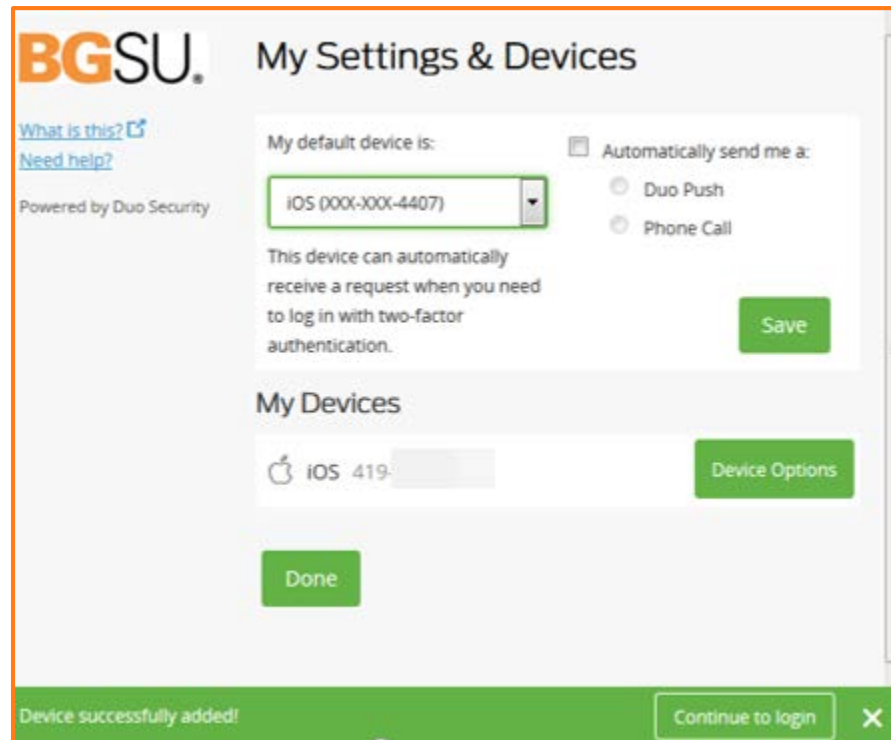 BGSU®
My Settings & Devices
What is this?
Need help?
Powered by Duo Security
My default device is:
iOS (XXX-XXX-4407)
This device can automatically
receive a request when you need
to log in with two-factor
authentication.
Automatically send me a:
Duo Push
Phone Call
Save
My Devices
iOS 419-
Device Options
Done
Device successfully added!
Continue to login